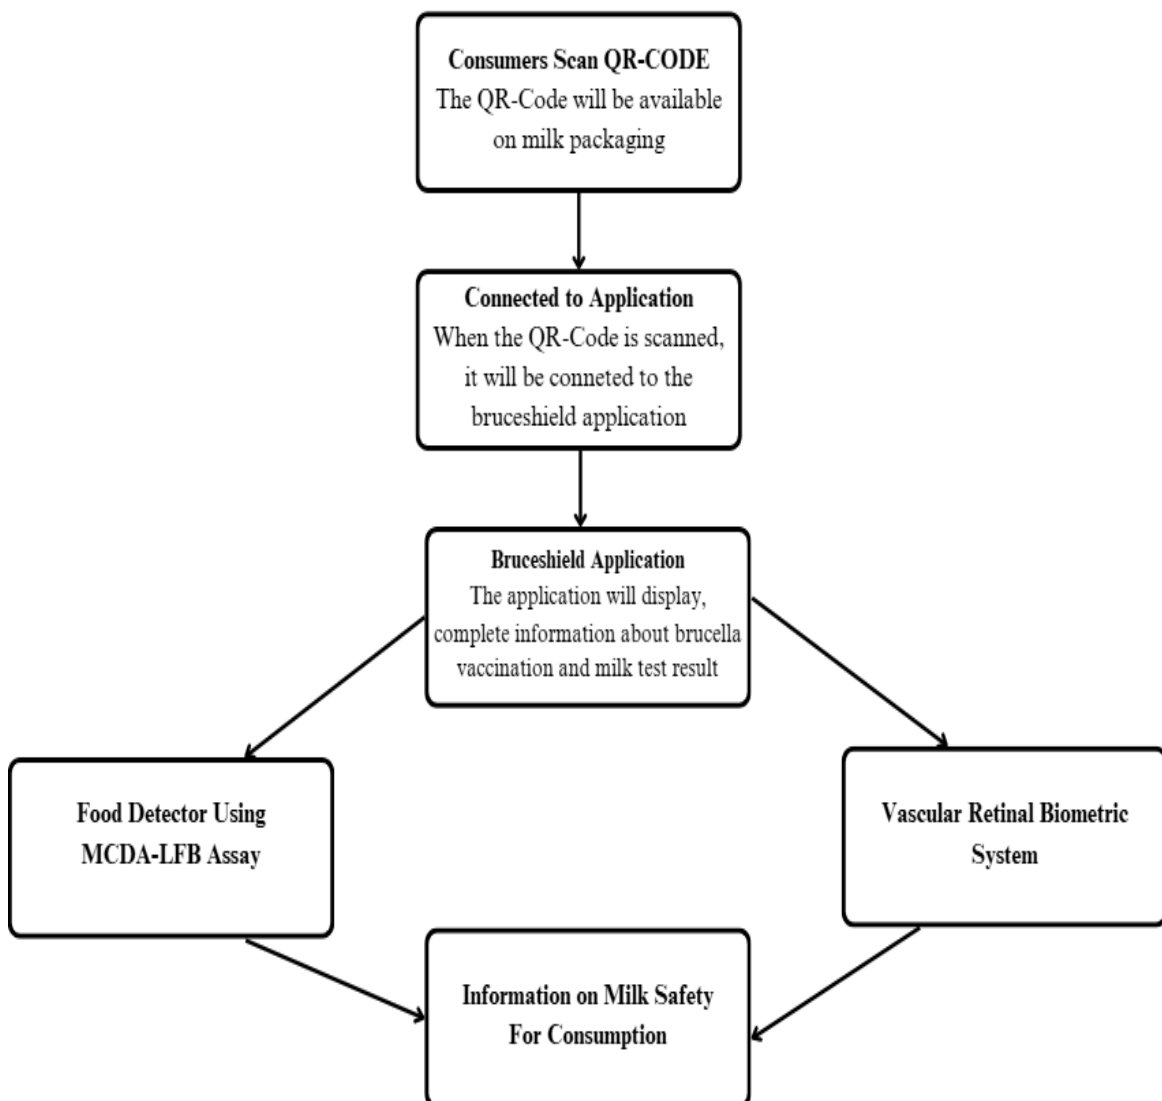 Consumers Scan QR-CODE
The QR-Code will be available
on milk packaging
Connected to Application
When the QR-Code is scanned,
it will be conneted to the
bruceshield application
Bruceshield Application
The application will display,
complete information about brucella
vaccination and milk test result
Food Detector Using
MCDA-LFB Assay
Vascular Retinal Biometric
System
Information on Milk Safety
For Consumption